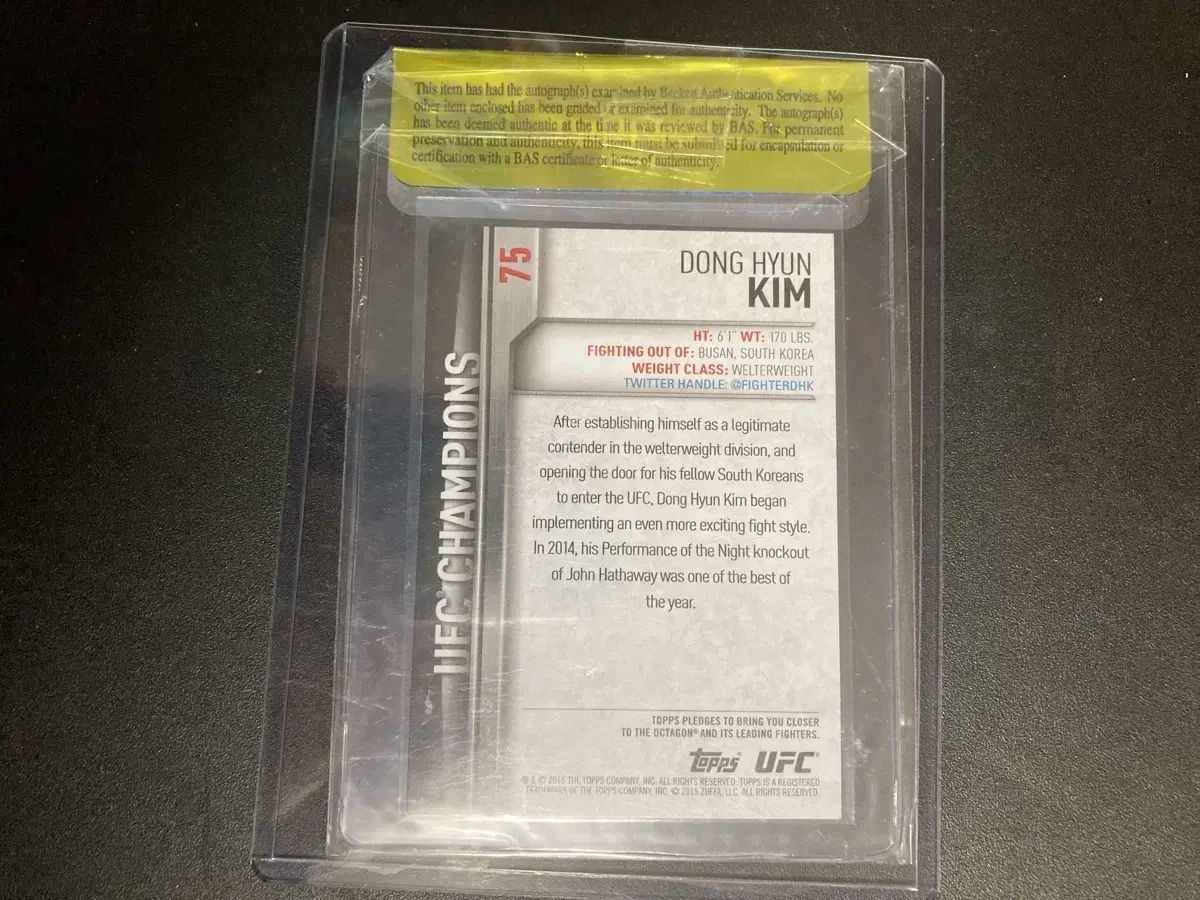 This item has had the autograph(s) examined by Beckett Authentication Services. No
other item enclosed has been graded or examined for authenticity. The autograph(s)
has been deemed authentic at the time it was reviewed by BAS. For permanent
preservation and authenticity, this item must be submitted for encapsulation or
certification with a BAS certificate or letter of authenticity.
75
DONG HYUN
KIM
HT: 6'1" WT: 170 LBS.
FIGHTING OUT OF: BUSAN, SOUTH KOREA
WEIGHT CLASS: WELTERWEIGHT
TWITTER HANDLE: @FIGHTERDHK
UFC® CHAMPIONS
After establishing himself as a legitimate
contender in the welterweight division, and
opening the door for his fellow South Koreans
to enter the UFC, Dong Hyun Kim began
implementing an even more exciting fight style.
In 2014, his Performance of the Night knockout
of John Hathaway was one of the best of
the year.
TOPPS PLEDGES TO BRING YOU CLOSER
TO THE OCTAGON® AND ITS LEADING FIGHTERS.
Topps® UFC®
® & © 2015 THE TOPPS COMPANY, INC. ALL RIGHTS RESERVED. TOPPS IS A REGISTERED
TRADEMARK OF THE TOPPS COMPANY, INC. © 2015 ZUFFA, LLC. ALL RIGHTS RESERVED.